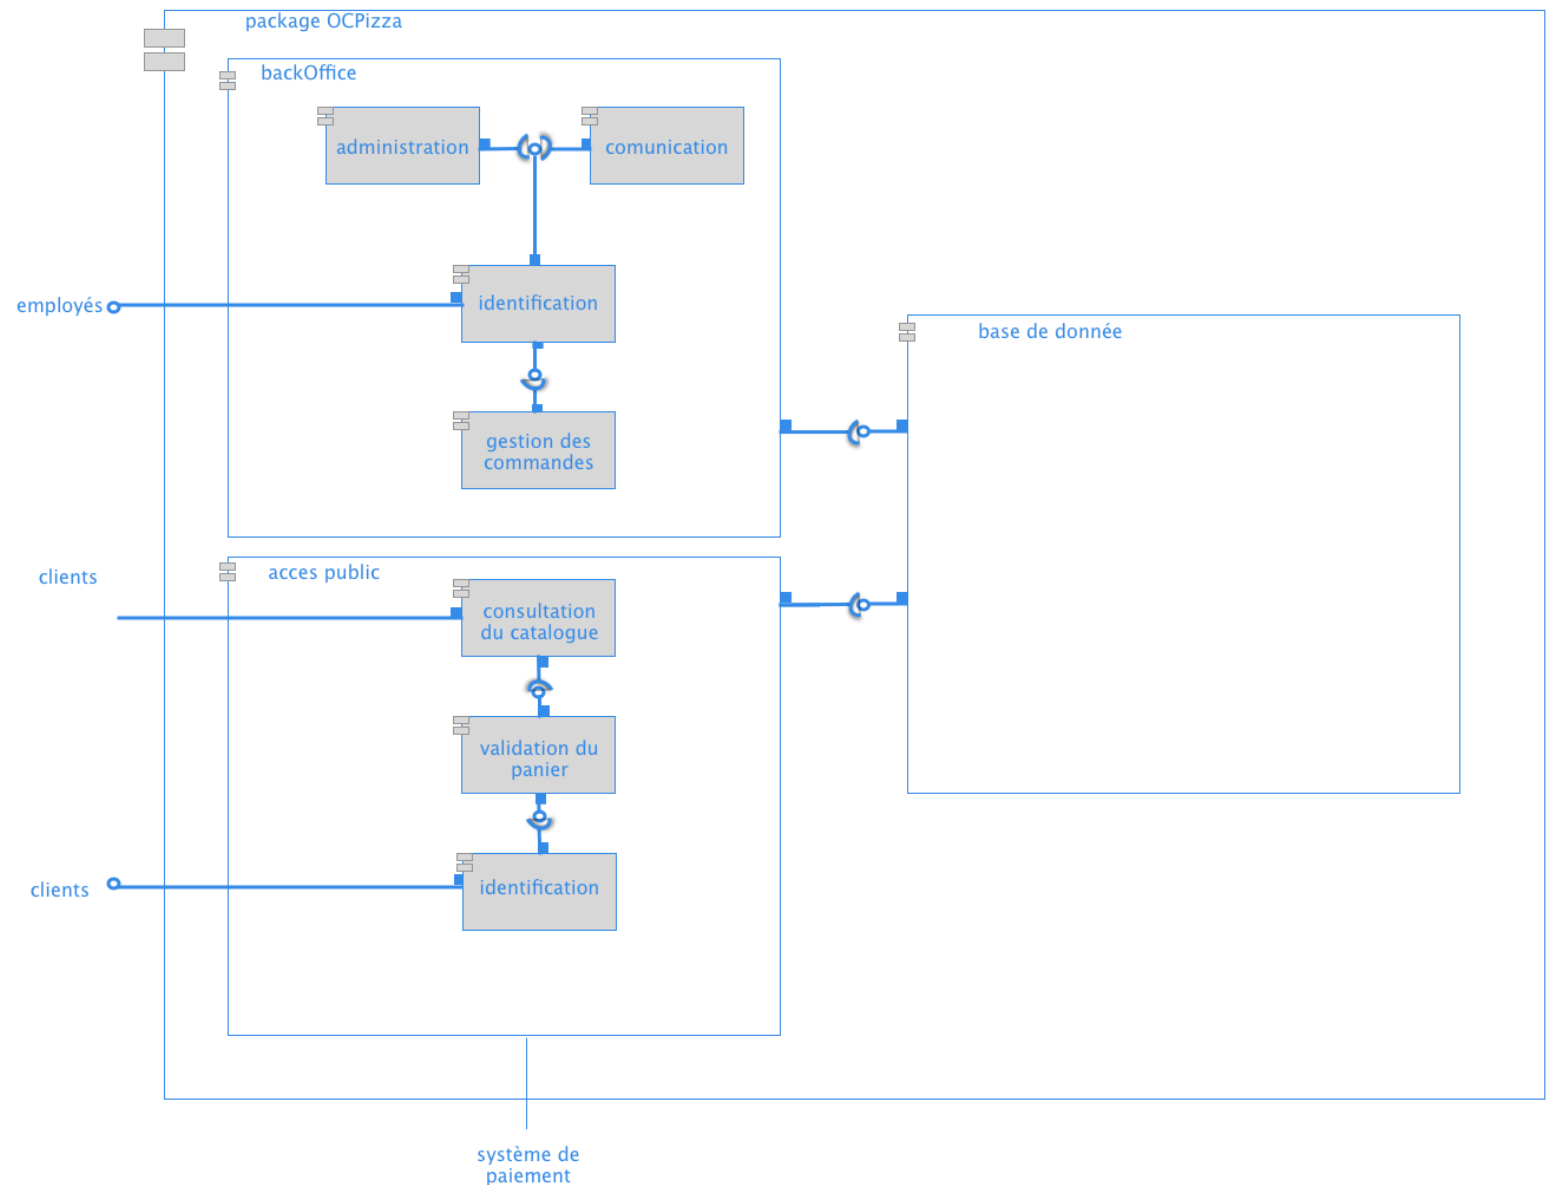 package OCPizza
backOffice
administration
comunication
employés
identification
base de donnée
gestion des
commandes
clients
acces public
consultation
du catalogue
validation du
panier
clients
identification
système de
paiement